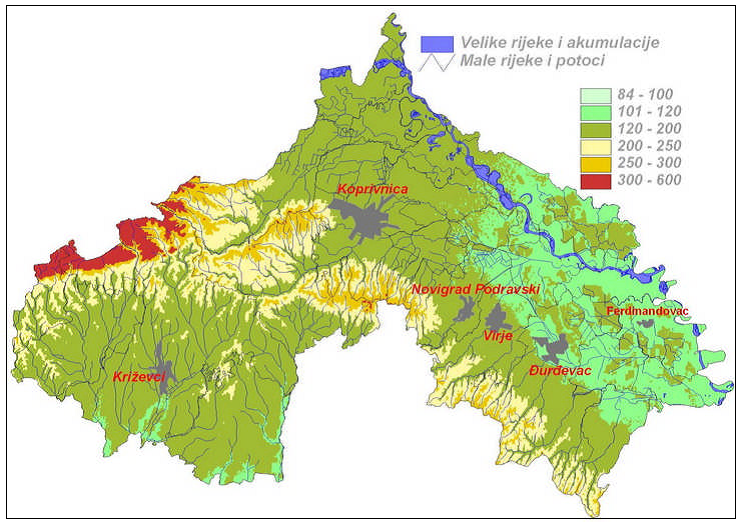 Velike rijeke i akumulacije
Male rijeke i potoci
84 - 100
101 - 120
120 - 200
200 - 250
250 - 300
300 - 600
Koprivnica
Novigrad Podravski
Ferdinandovac
Virje
Đurđevac
Križevci